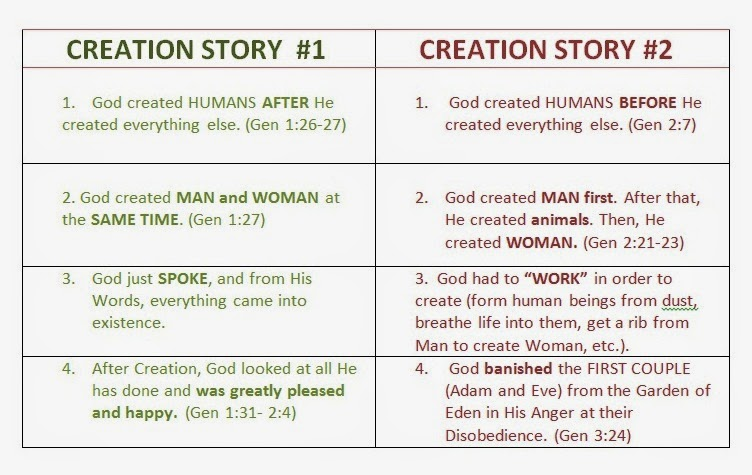 CREATION STORY #1
CREATION STORY #2
1. God created HUMANS AFTER He
created everything else. (Gen 1:26-27)
1. God created HUMANS BEFORE He
created everything else. (Gen 2:7)
2. God created MAN and WOMAN at
the SAME TIME. (Gen 1:27)
2. God created MAN first. After that,
He created animals. Then, He
created WOMAN. (Gen 2:21-23)
3. God just SPOKE, and from His
Words, everything came into
existence.
3. God had to “WORK” in order to
create (form human beings from dust,
breathe life into them, get a rib from
Man to create Woman, etc.).
4. After Creation, God looked at all He
has done and was greatly pleased
and happy. (Gen 1:31- 2:4)
4. God banished the FIRST COUPLE
(Adam and Eve) from the Garden of
Eden in His Anger at their
Disobedience. (Gen 3:24)